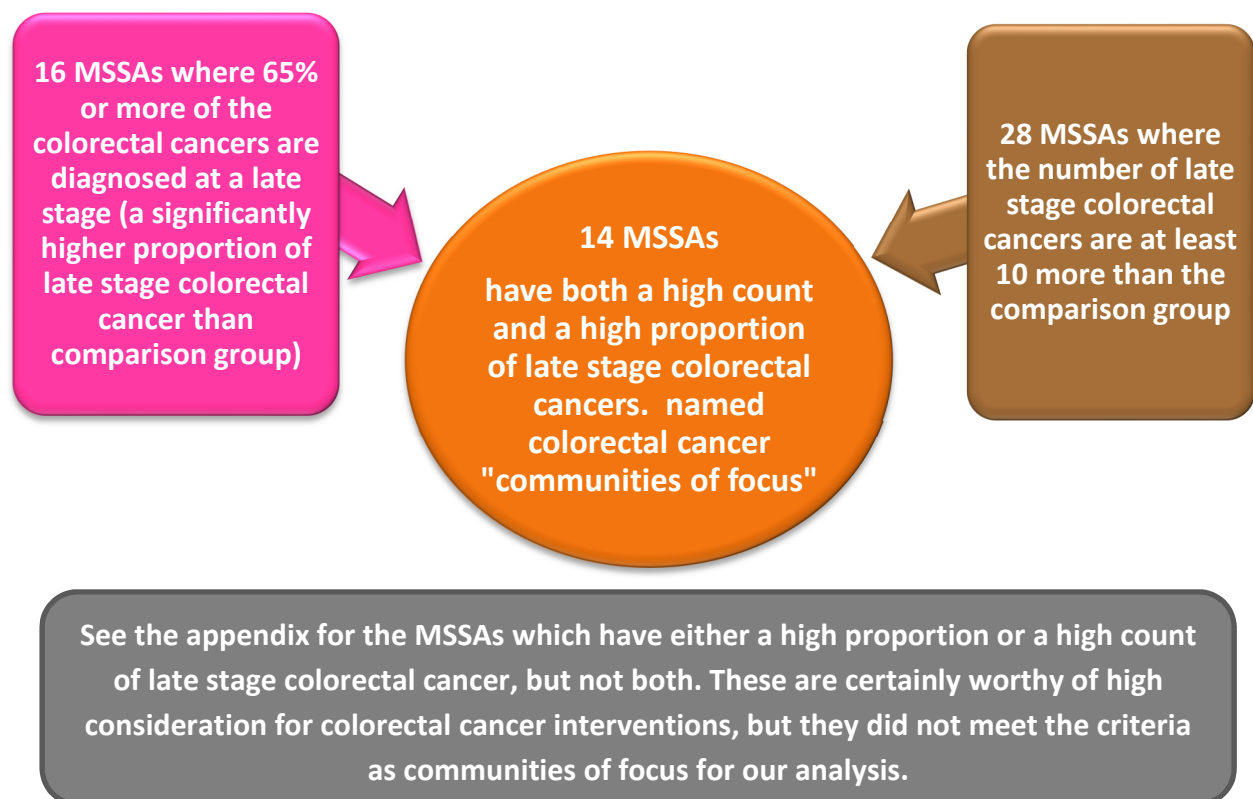 16 MSSAs where 65%
or more of the
colorectal cancers are
diagnosed at a late
stage (a significantly
higher proportion of
late stage colorectal
cancer than
comparison group)
14 MSSAs
have both a high count
and a high proportion
of late stage colorectal
cancers.  named
colorectal cancer
"communities of focus"
28 MSSAs where
the number of late
stage colorectal
cancers are at least
10 more than the
comparison group
See the appendix for the MSSAs which have either a high proportion or a high count
of late stage colorectal cancer, but not both. These are certainly worthy of high
consideration for colorectal cancer interventions, but they did not meet the criteria
as communities of focus for our analysis.